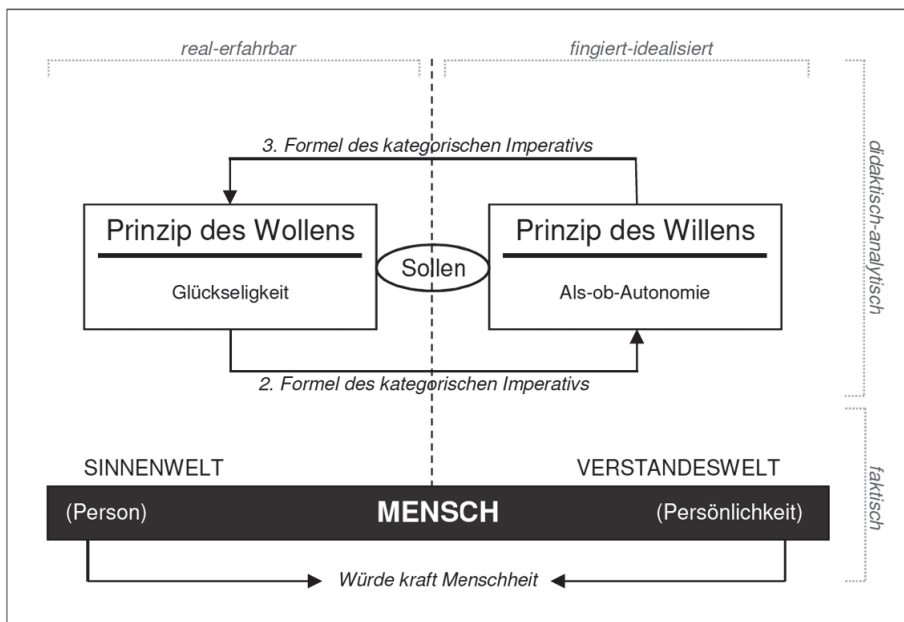 real-erfahrbar
fingiert-idealisiert
3. Formel des kategorischen Imperativs
Prinzip des Wollens
Glückseligkeit
Sollen
Prinzip des Willens
Als-ob-Autonomie
2. Formel des kategorischen Imperativs
didaktisch-analytisch
SINNENWELT
VERSTANDESWELT
(Person)
MENSCH
(Persönlichkeit)
Würde kraft Menschheit
faktisch